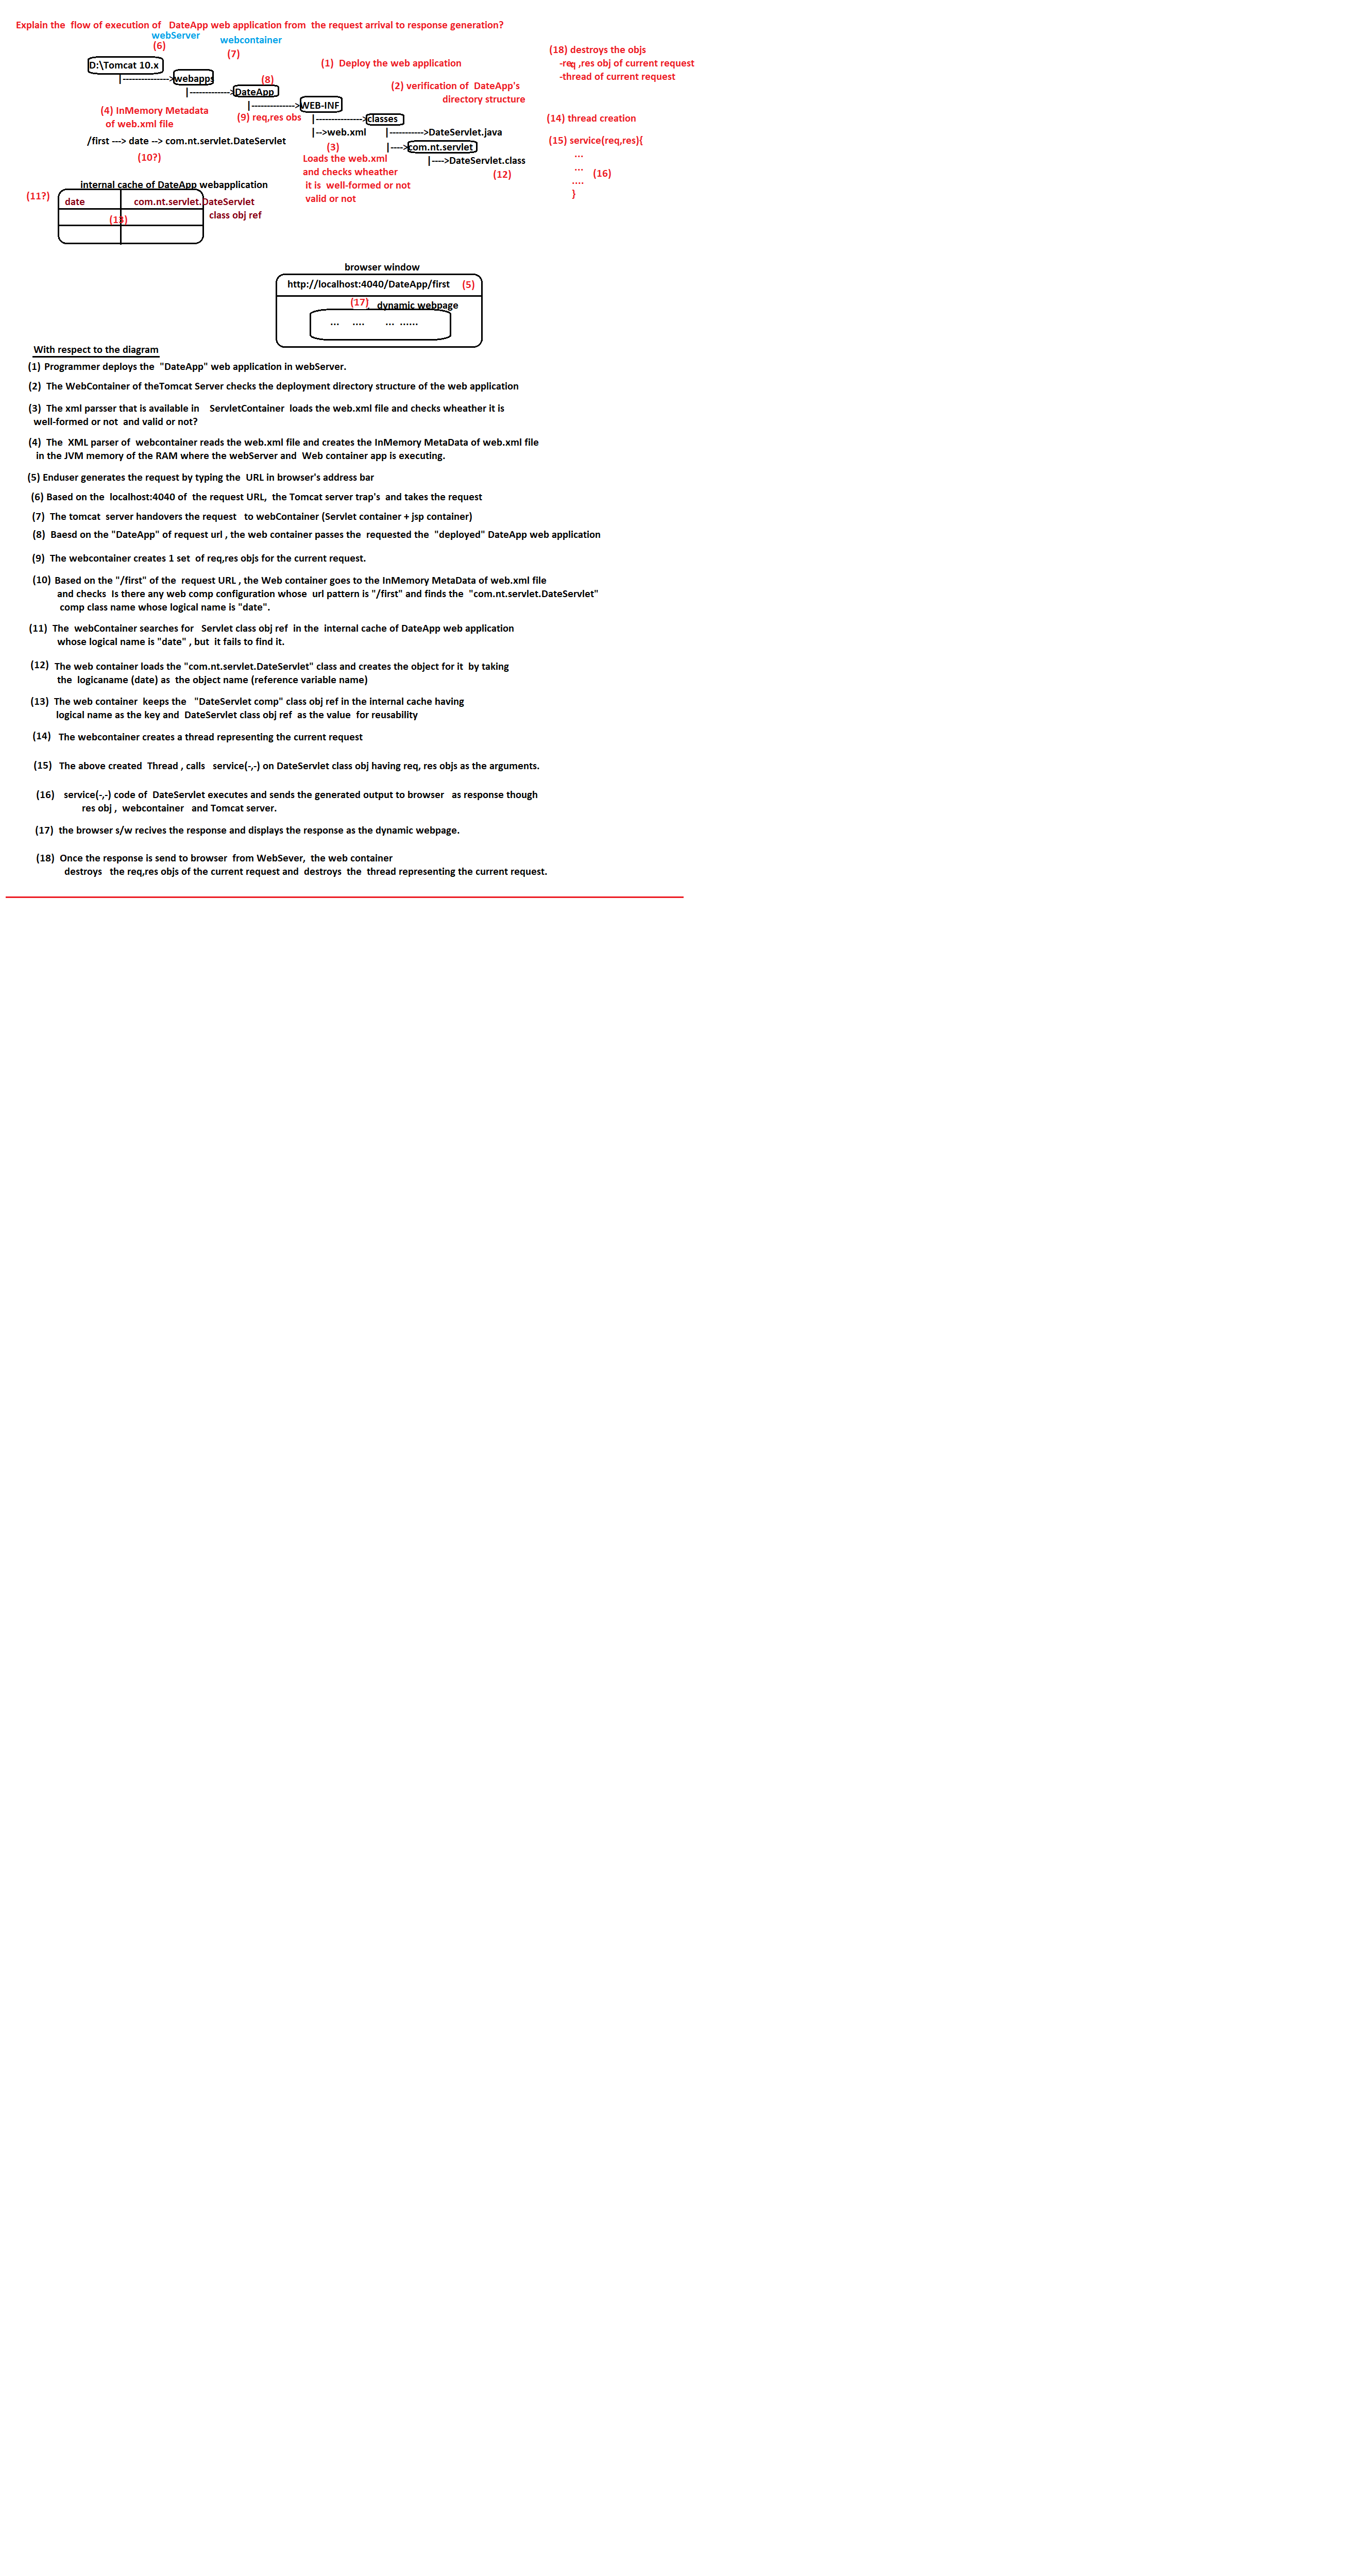 Explain the flow of execution of DateApp web application from the request arrival to response generation?
webServer
(6)
webcontainer
(7)
D:\Tomcat 10.x
|--------------->webapps
(8)
|------------->DateApp
|-------------->WEB-INF
(9) req,res obs
|--------------->classes
|-->web.xml |----------->DateServlet.java
|---->com.nt.servlet
|---->DateServlet.class
(12)
(1) Deploy the web application
(2) verification of DateApp's
directory structure
(3)
Loads the web.xml
and checks wheather
it is well-formed or not
valid or not
(4) InMemory Metadata
of web.xml file
/first ---> date --> com.nt.servlet.DateServlet
(10?)
internal cache of DateApp webapplication
(11?)
date com.nt.servlet.DateServlet
class obj ref
(13)
(18) destroys the objs
-req ,res obj of current request
-thread of current request
(14) thread creation
(15) service(req,res){
...
...
....
}
(16)
browser window
http://localhost:4040/DateApp/first (5)
(17) dynamic webpage
... .... ... ......
With respect to the diagram
(1) Programmer deploys the "DateApp" web application in webServer.
(2) The WebContainer of theTomcat Server checks the deployment directory structure of the web application
(3) The xml parsser that is available in ServletContainer loads the web.xml file and checks wheather it is
well-formed or not and valid or not?
(4) The XML parser of webcontainer reads the web.xml file and creates the InMemory MetaData of web.xml file
in the JVM memory of the RAM where the webServer and Web container app is executing.
(5) Enduser generates the request by typing the URL in browser's address bar
(6) Based on the localhost:4040 of the request URL, the Tomcat server trap's and takes the request
(7) The tomcat server handovers the request to webContainer (Servlet container + jsp container)
(8) Baesd on the "DateApp" of request url , the web container passes the requested the "deployed" DateApp web application
(9) The webcontainer creates 1 set of req,res objs for the current request.
(10) Based on the "/first" of the request URL , the Web container goes to the InMemory MetaData of web.xml file
and checks Is there any web comp configuration whose url pattern is "/first" and finds the "com.nt.servlet.DateServlet"
comp class name whose logical name is "date".
(11) The webContainer searches for Servlet class obj ref in the internal cache of DateApp web application
whose logical name is "date" , but it fails to find it.
(12) The web container loads the "com.nt.servlet.DateServlet" class and creates the object for it by taking
the logicaname (date) as the object name (reference variable name)
(13) The web container keeps the "DateServlet comp" class obj ref in the internal cache having
logical name as the key and DateServlet class obj ref as the value for reusability
(14) The webcontainer creates a thread representing the current request
(15) The above created Thread , calls service(-,-) on DateServlet class obj having req, res objs as the arguments.
(16) service(-,-) code of DateServlet executes and sends the generated output to browser as response though
res obj , webcontainer and Tomcat server.
(17) the browser s/w recives the response and displays the response as the dynamic webpage.
(18) Once the response is send to browser from WebSever, the web container
destroys the req,res objs of the current request and destroys the thread representing the current request.